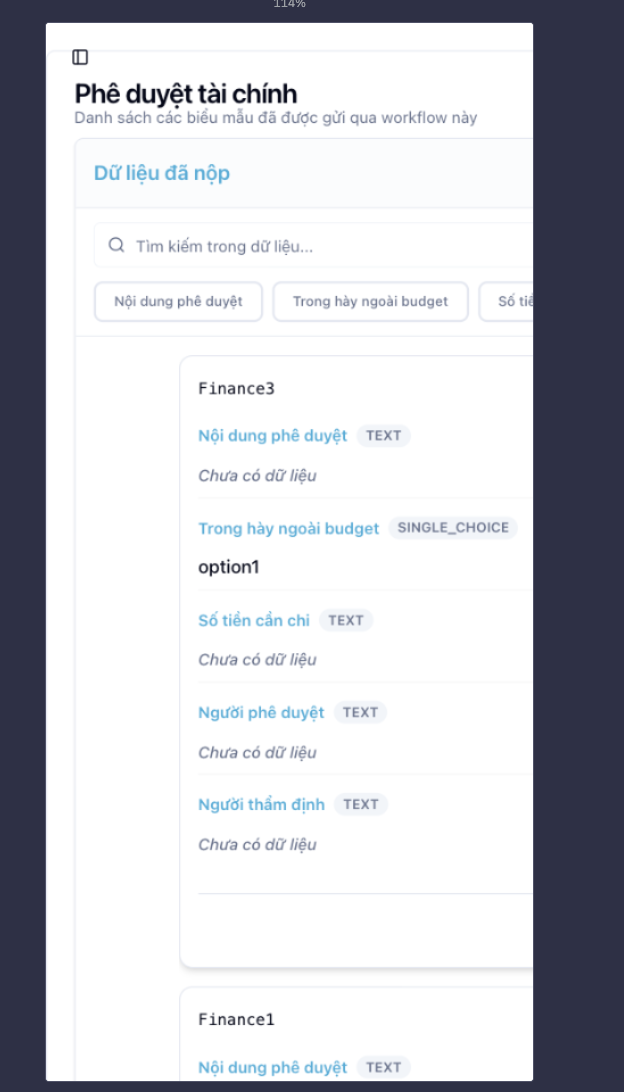 114%
Phê duyệt tài chính
Danh sách các biểu mẫu đã được gửi qua workflow này
Dữ liệu đã nộp
Tìm kiếm trong dữ liệu...
Nội dung phê duyệt
Trong hày ngoài budget
Số
Finance3
Nội dung phê duyệt TEXT
Chưa có dữ liệu
Trong hày ngoài budget SINGLE_CHOICE
option1
Số tiền cần chi TEXT
Chưa có dữ liệu
Người phê duyệt TEXT
Chưa có dữ liệu
Người thẩm định TEXT
Chưa có dữ liệu
Finance1
Nội dung phê duyệt TEXT